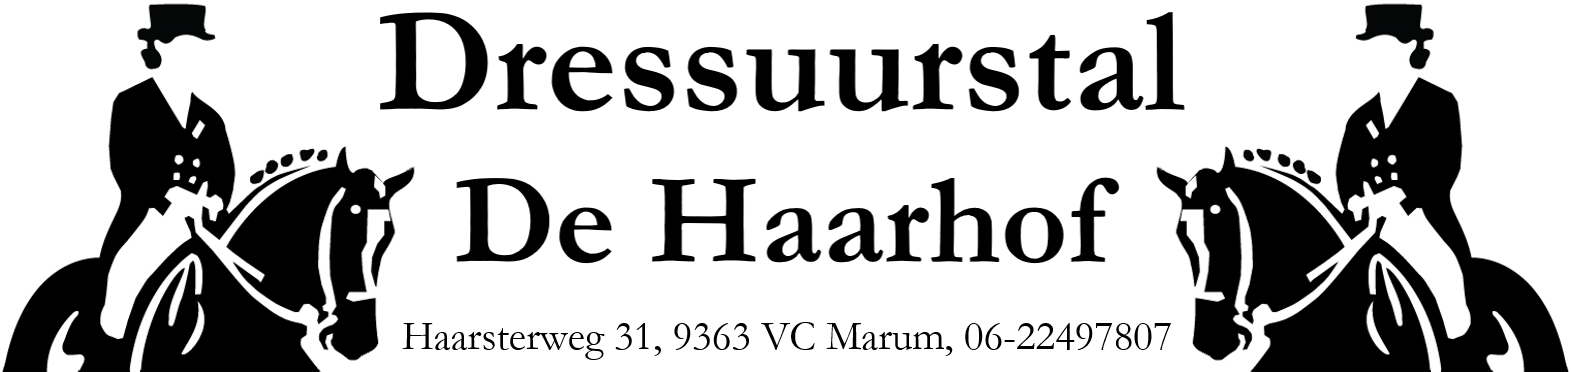 Dressuurstal
De Haarhof
Haarsterweg 31, 9363 VC Marum, 06-22497807